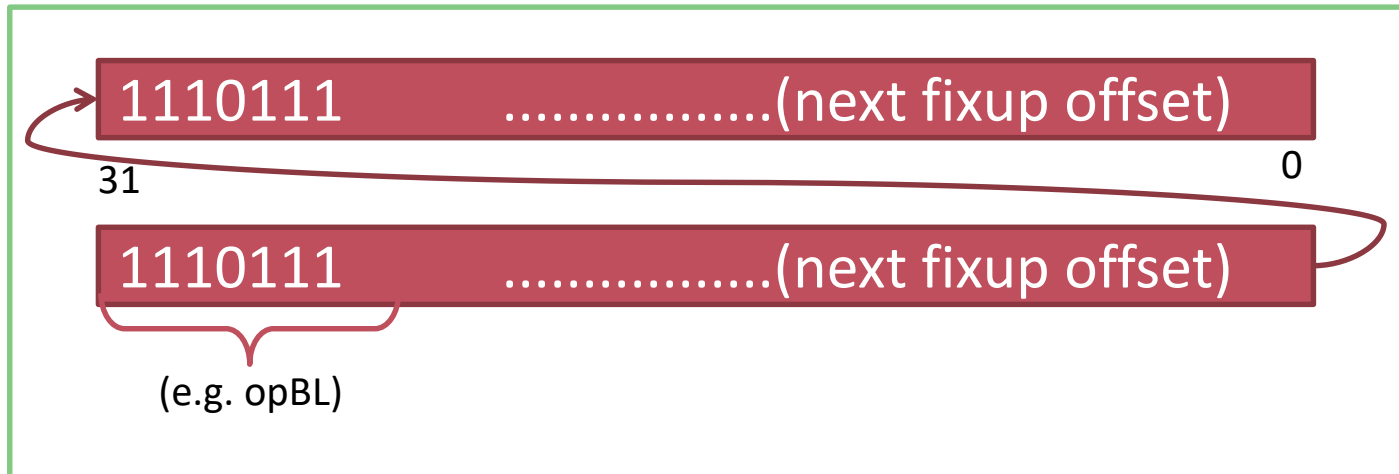 1110111 .................(next fixup offset)
31 0
1110111 .................(next fixup offset)
(e.g. opBL)